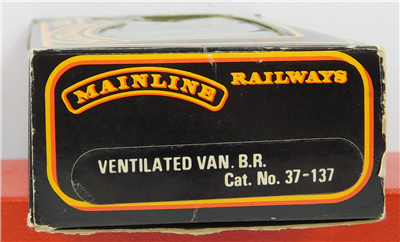 MAINLINE RAILWAYS
VENTILATED VAN. B.R.
Cat. No. 37-137